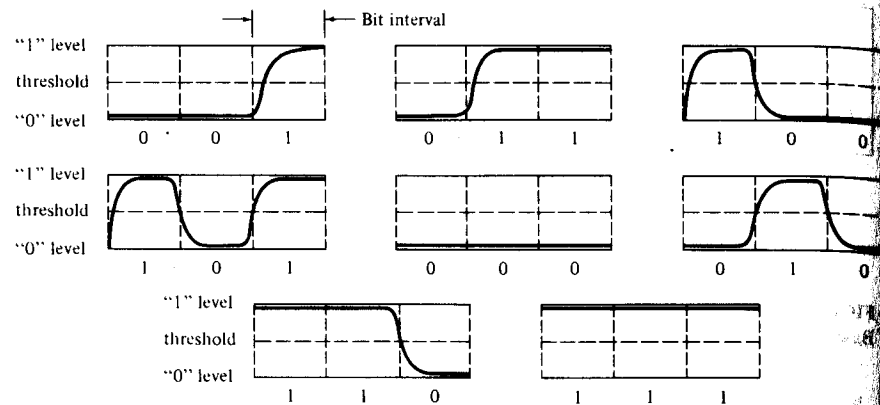 Bit interval
"1" level
threshold
"0" level
0 0 1
0 1 1
1 0 0
"1" level
threshold
"0" level
1 0 1
0 0 0
0 1 0
"1" level
threshold
"0" level
1 1 0
1 1 1